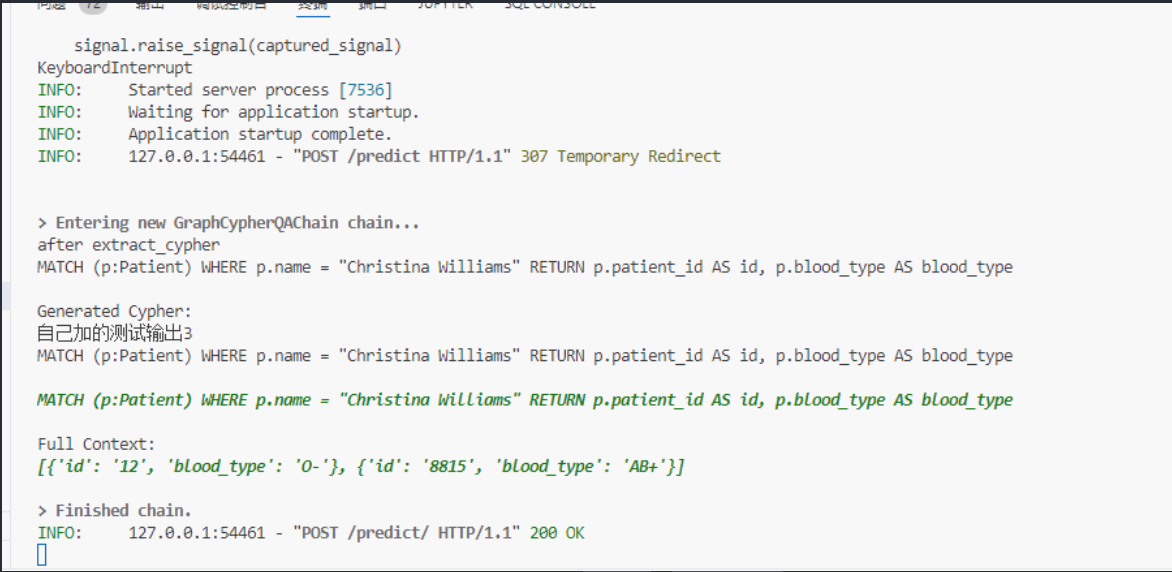 问题 72 输出 调试控制台 终端 端口 JUPYTER SQL CONSOLE
signal.raise_signal(captured_signal)
KeyboardInterrupt
INFO: Started server process [7536]
INFO: Waiting for application startup.
INFO: Application startup complete.
INFO: 127.0.0.1:54461 - "POST /predict HTTP/1.1" 307 Temporary Redirect
> Entering new GraphCypherQAChain chain...
after extract_cypher
MATCH (p:Patient) WHERE p.name = "Christina Williams" RETURN p.patient_id AS id, p.blood_type AS blood_type
Generated Cypher:
自己加的测试输出3
MATCH (p:Patient) WHERE p.name = "Christina Williams" RETURN p.patient_id AS id, p.blood_type AS blood_type
MATCH (p:Patient) WHERE p.name = "Christina Williams" RETURN p.patient_id AS id, p.blood_type AS blood_type
Full Context:
[{'id': '12', 'blood_type': 'O-'}, {'id': '8815', 'blood_type': 'AB+'}]
> Finished chain.
INFO: 127.0.0.1:54461 - "POST /predict/ HTTP/1.1" 200 OK